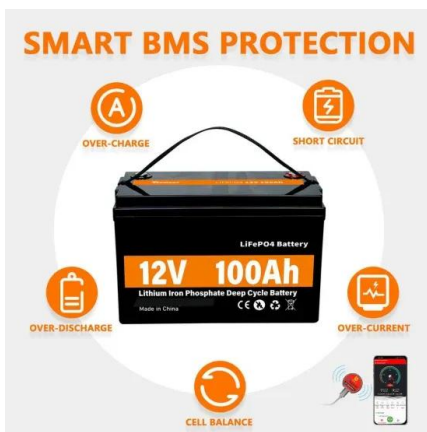 SMART BMS PROTECTION
OVER-CHARGE
SHORT CIRCUIT
LiFePO4 Battery
12V 100Ah
Lithium Iron Phosphate Deep Cycle Battery
Made in China
CE
OVER-DISCHARGE
OVER-CURRENT
CELL BALANCE